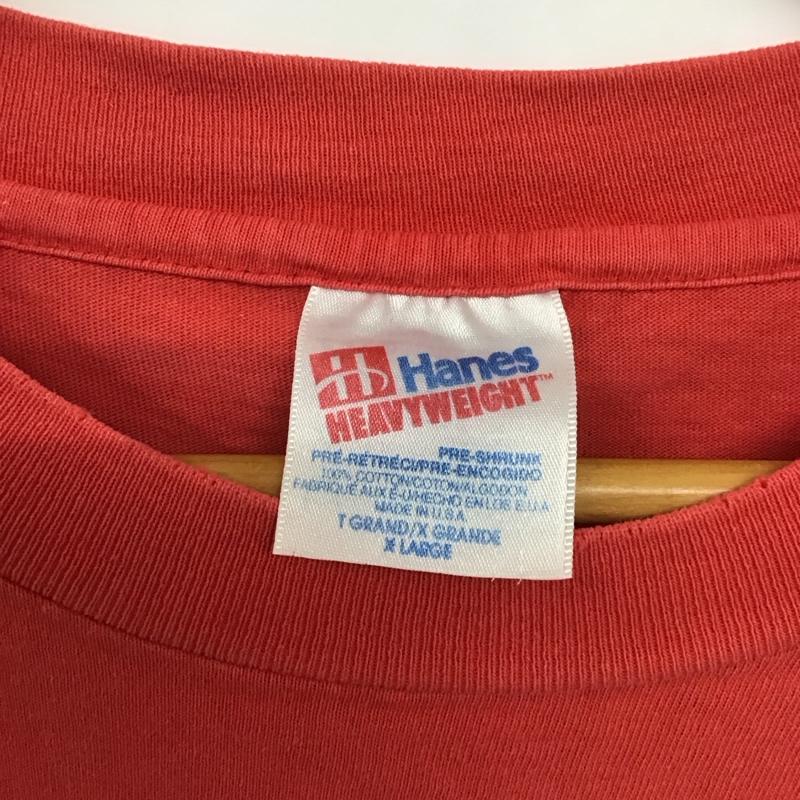 Hanes
HEAVYWEIGHT™
PRE-SHRUNK
PRÉ-RÉTRÉCI/PRE-ENCOGIDO
100% COTTON/COTON/ALGODON
FABRIQUÉ AUX E-U/HECHO EN LOS E.U.A
MADE IN U.S.A
T GRAND/X GRANDE
X LARGE